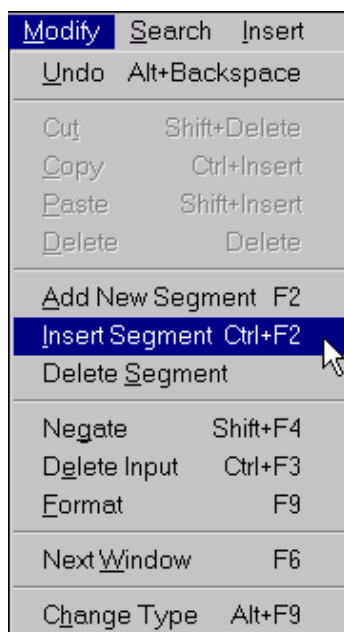 Modify Search Insert
Undo Alt+Backspace
Cut Shift+Delete
Copy Ctrl+Insert
Paste Shift+Insert
Delete Delete
Add New Segment F2
Insert Segment Ctrl+F2
Delete Segment
Negate Shift+F4
Delete Input Ctrl+F3
Format F9
Next Window F6
Change Type Alt+F9